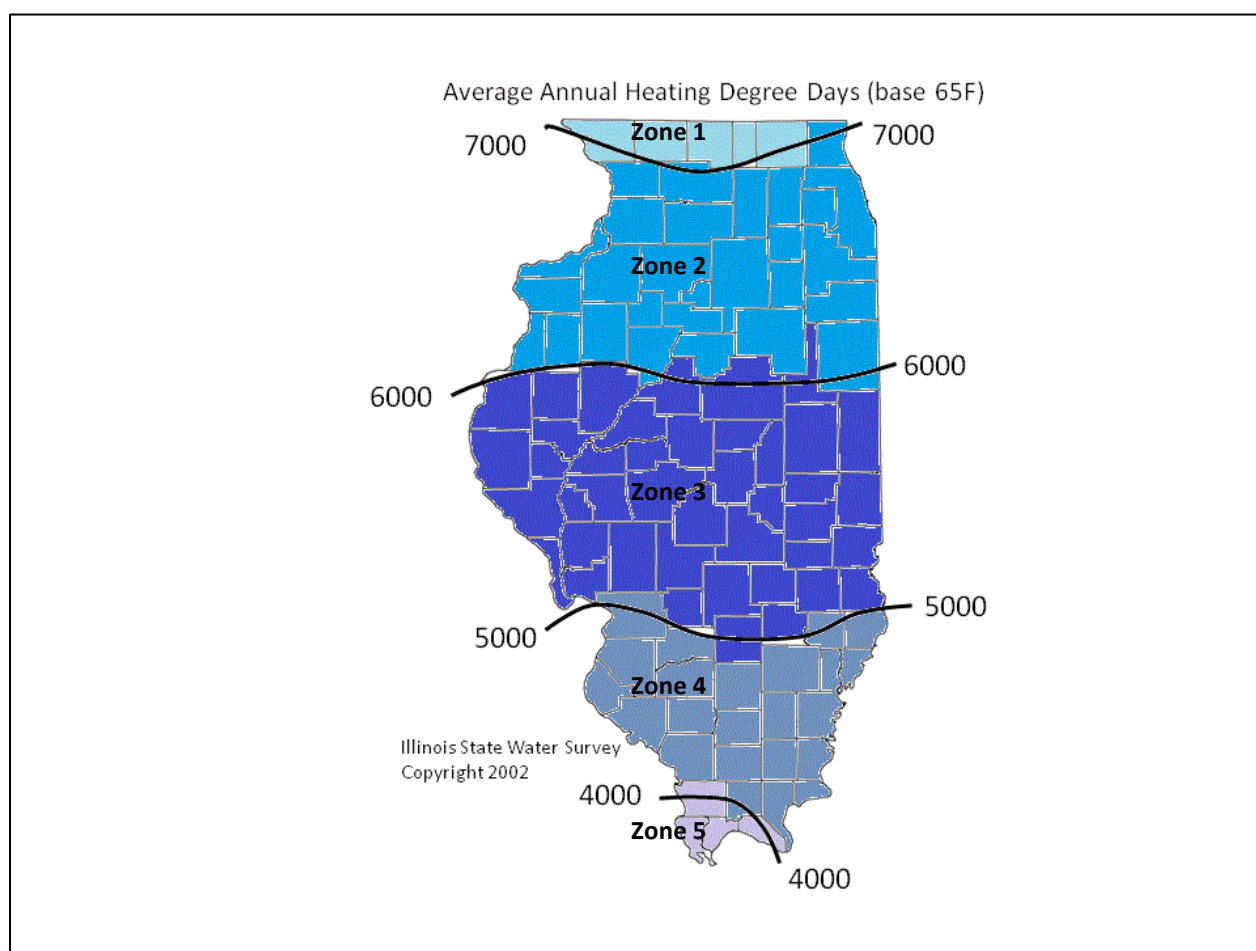 Average Annual Heating Degree Days (base 65F)
Zone 1
7000
7000
Zone 2
6000
6000
Zone 3
5000
5000
Zone 4
Illinois State Water Survey
Copyright 2002
4000
Zone 5
4000